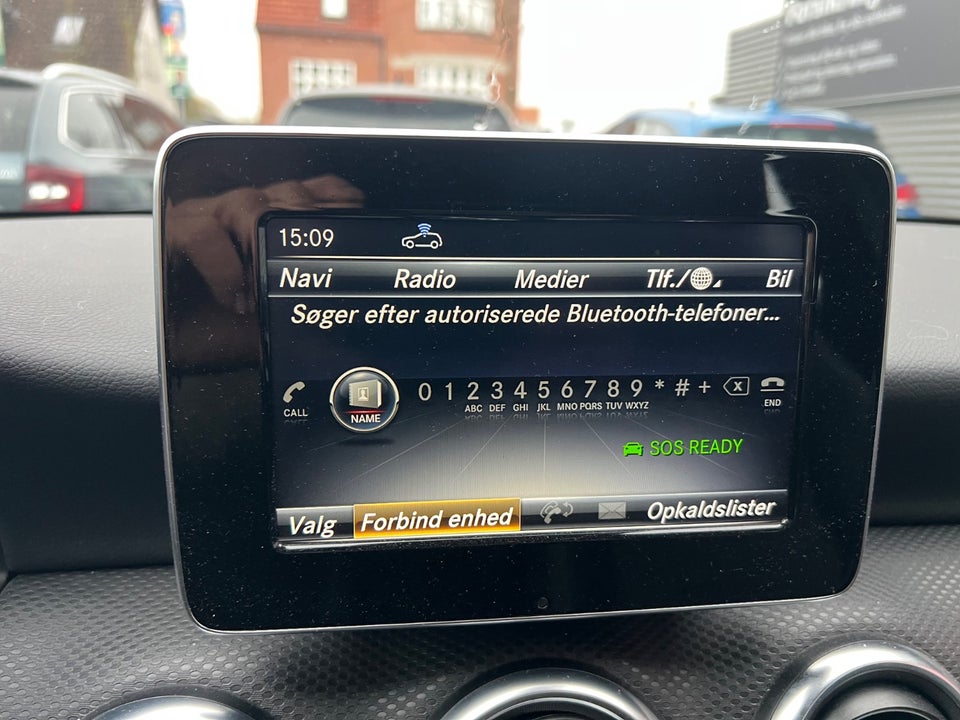 15:09
Navi Radio Medier Tlf./ Bil
Søger efter autoriserede Bluetooth-telefoner...
CALL NAME 0 1 2 3 4 5 6 7 8 9 * # + X END
ABC DEF GHI JKL MNO PQRS TUV WXYZ
SOS READY
Valg Forbind enhed Opkaldslister